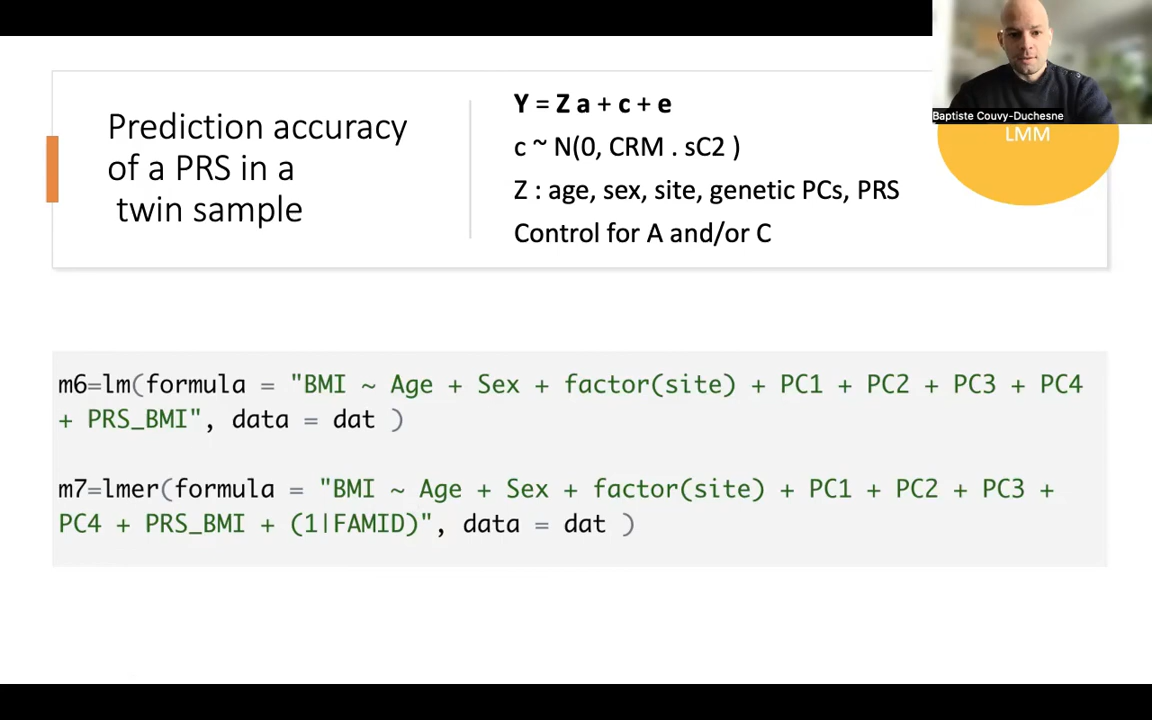 Prediction accuracy
of a PRS in a
twin sample
Y = Z a + c + e
c ~ N(0, CRM . sC2 )
Z : age, sex, site, genetic PCs, PRS
Control for A and/or C
Baptiste Couvy-Duchesne
LMM
m6=lm(formula = "BMI ~ Age + Sex + factor(site) + PC1 + PC2 + PC3 + PC4
+ PRS_BMI", data = dat )
m7=lmer(formula = "BMI ~ Age + Sex + factor(site) + PC1 + PC2 + PC3 +
PC4 + PRS_BMI + (1|FAMID)", data = dat )